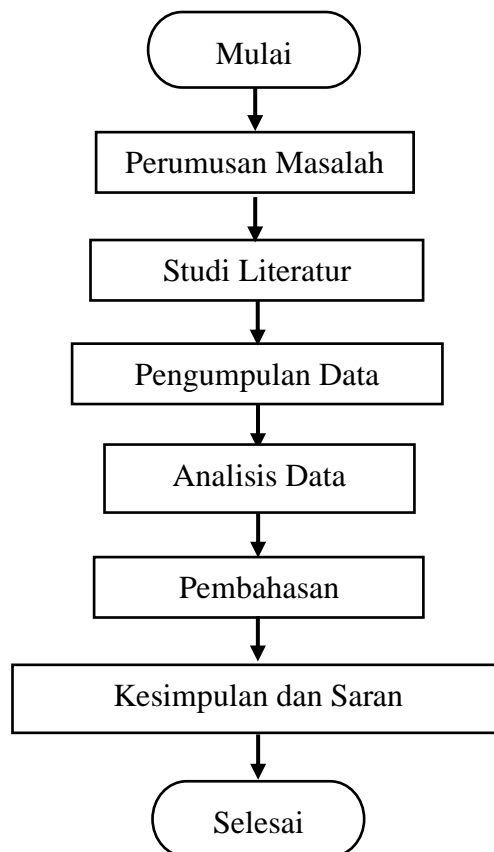 Mulai
Perumusan Masalah
Studi Literatur
Pengumpulan Data
Analisis Data
Pembahasan
Kesimpulan dan Saran
Selesai